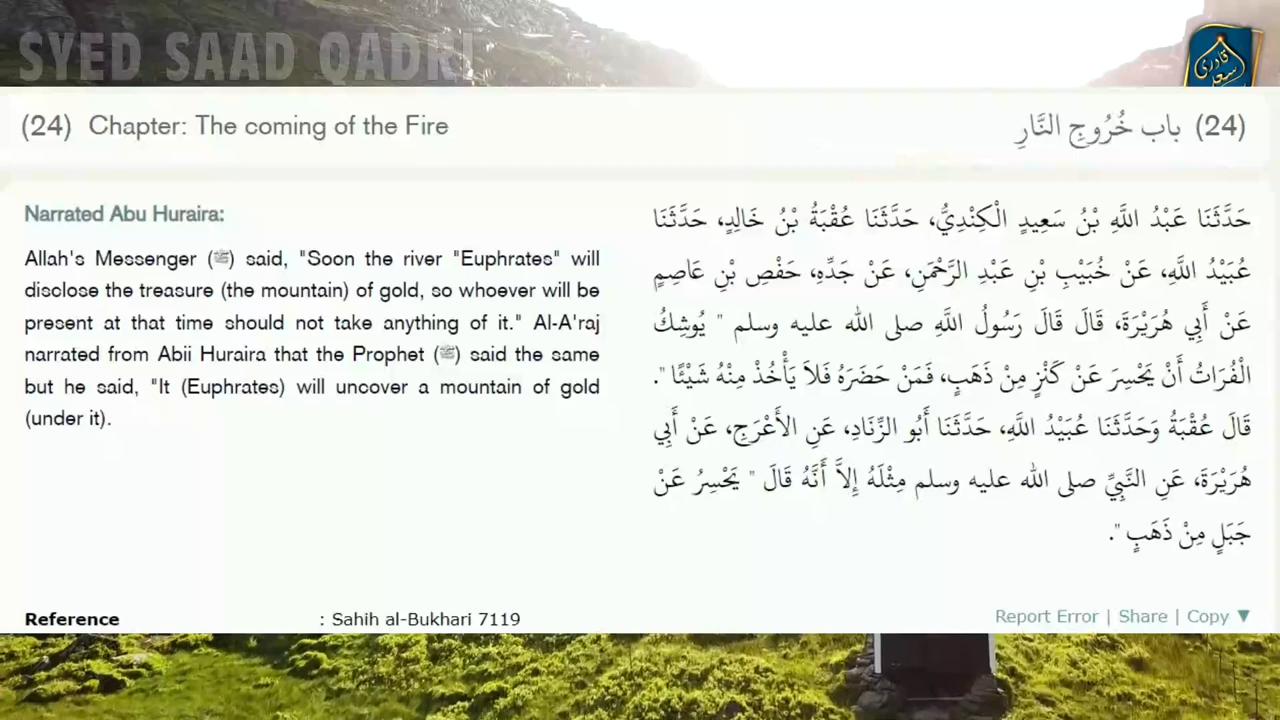 SYED SAAD QADRI
قادری
سعد
(24) Chapter: The coming of the Fire
(24) باب خُرُوجِ النَّارِ
Narrated Abu Huraira:
Allah's Messenger (ﷺ) said, "Soon the river "Euphrates" will
disclose the treasure (the mountain) of gold, so whoever will be
present at that time should not take anything of it." Al-A'raj
narrated from Abii Huraira that the Prophet (ﷺ) said the same
but he said, "It (Euphrates) will uncover a mountain of gold
(under it).
حَدَّثَنَا عَبْدُ اللَّهِ بْنُ سَعِيدٍ الْكِنْدِيُّ، حَدَّثَنَا عُقْبَةُ بْنُ خَالِدٍ، حَدَّثَنَا
عُبَيْدُ اللَّهِ، عَنْ خُبَيْبِ بْنِ عَبْدِ الرَّحْمَنِ، عَنْ جَدِّهِ، حَفْصِ بْنِ عَاصِمٍ
عَنْ أَبِي هُرَيْرَةَ، قَالَ قَالَ رَسُولُ اللَّهِ صلى الله عليه وسلم " يُوشِكُ
الْفُرَاتُ أَنْ يَحْسِرَ عَنْ كَنْزٍ مِنْ ذَهَبٍ، فَمَنْ حَضَرَهُ فَلاَ يَأْخُذْ مِنْهُ شَيْئًا ".
قَالَ عُقْبَةُ وَحَدَّثَنَا عُبَيْدُ اللَّهِ، حَدَّثَنَا أَبُو الزِّنَادِ، عَنِ الأَعْرَجِ، عَنْ أَبِي
هُرَيْرَةَ، عَنِ النَّبِيِّ صلى الله عليه وسلم مِثْلَهُ إِلاَّ أَنَّهُ قَالَ " يَحْسِرُ عَنْ
جَبَلٍ مِنْ ذَهَبٍ ".
Reference : Sahih al-Bukhari 7119
Report Error | Share | Copy ▼